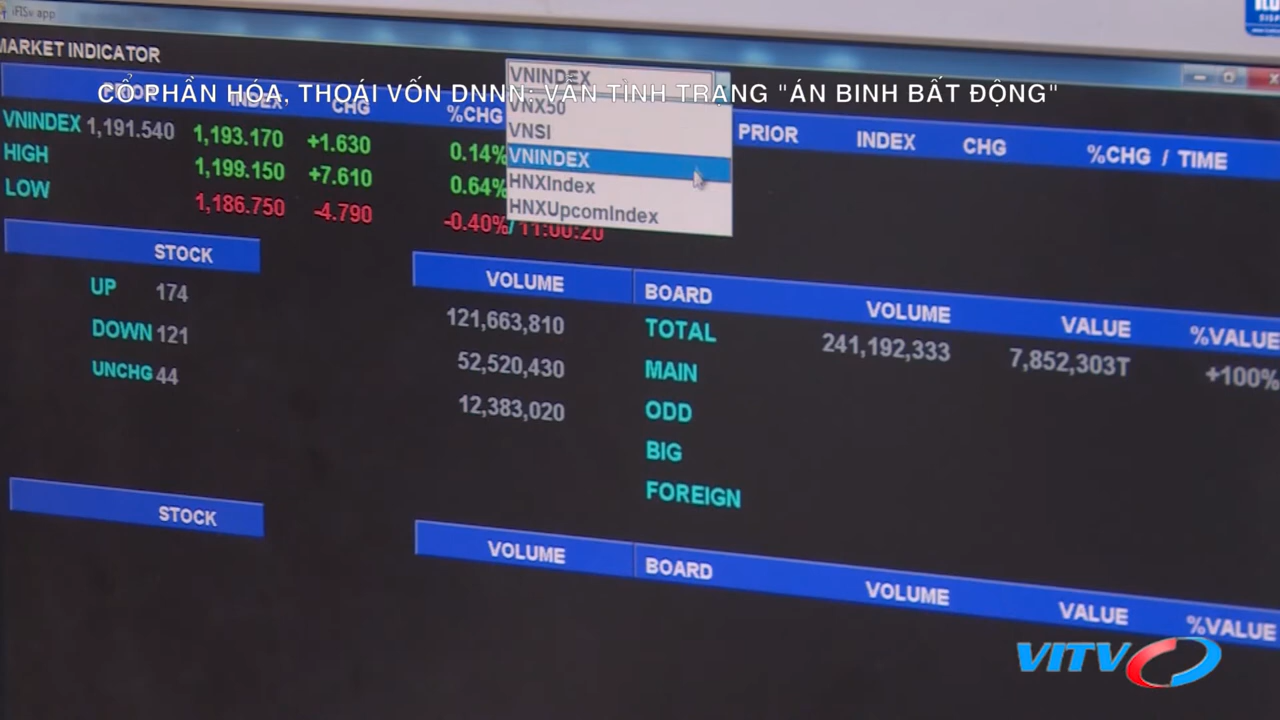 iFISv app
MARKET INDICATOR
VNINDEX
CỔ PHẦN HÓA, THOÁI VỐN DNNN: VẪN TÌNH TRẠNG "ÁN BINH BẤT ĐỘNG"
PRIOR INDEX CHG %CHG
VNX50
VNSI
VNINDEX
HNXIndex
HNXUpcomIndex
PRIOR INDEX CHG %CHG / TIME
VNINDEX 1,191.540 1,193.170 +1.630 0.14%
HIGH 1,199.150 +7.610 0.64%
LOW 1,186.750 -4.790 -0.40%/ 11:00:20
STOCK VOLUME BOARD VOLUME VALUE %VALUE
UP 174 121,663,810 TOTAL 241,192,333 7,852,303T +100%
DOWN 121 52,520,430 MAIN
UNCHG 44 12,383,020 ODD
BIG
FOREIGN
STOCK VOLUME BOARD VOLUME VALUE %VALUE
VITV